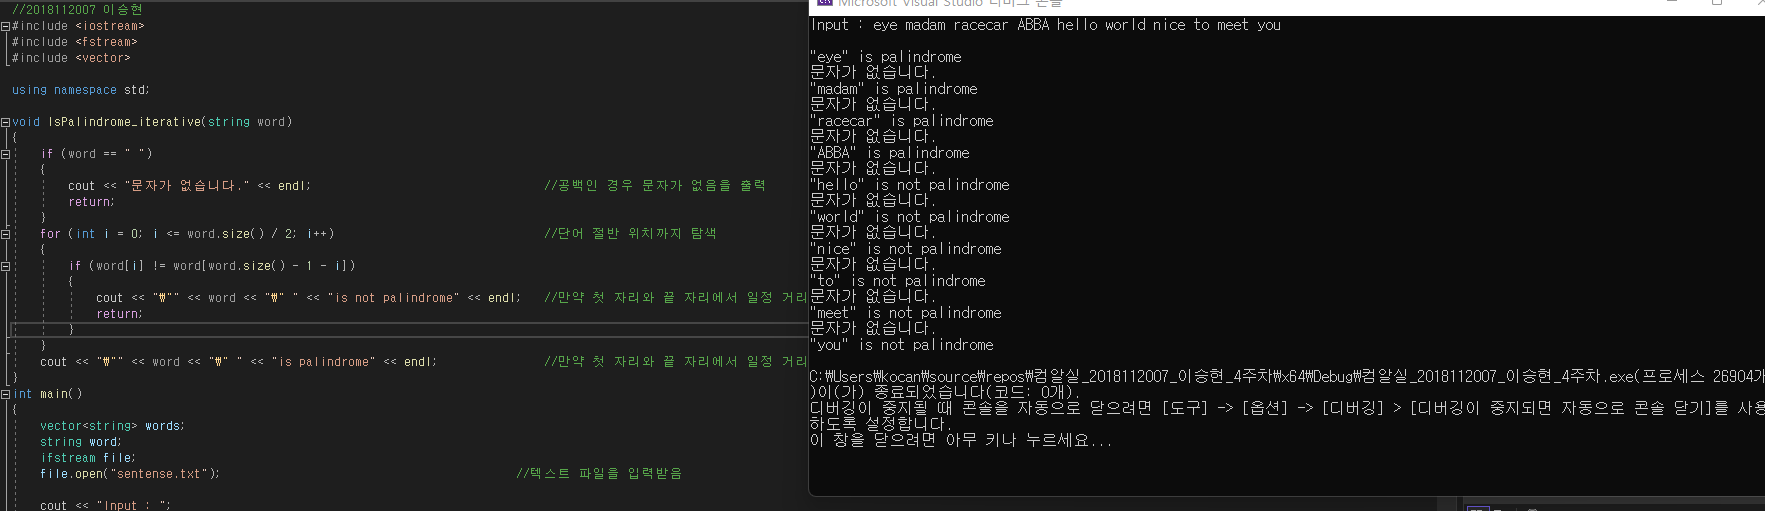 //2018112007 이승현
#include <iostream>
#include <fstream>
#include <vector>
using namespace std;
void IsPalindrome_iterative(string word)
{
if (word == " ")
{
cout << "문자가 없습니다." << endl; //공백인 경우 문자가 없음을 출력
return;
}
for (int i = 0; i <= word.size() / 2; i++) //단어 절반 위치까지 탐색
{
if (word[i] != word[word.size() - 1 - i])
{
cout << "₩"" << word << "₩" " << "is not palindrome" << endl; //만약 첫 자리와 끝 자리에서 일정 거리
return;
}
}
cout << "₩"" << word << "₩" " << "is palindrome" << endl; //만약 첫 자리와 끝 자리에서 일정 거리
}
int main()
{
vector<string> words;
string word;
ifstream file;
file.open("sentense.txt"); //텍스트 파일을 입력받음
cout << "Input : ";
Microsoft Visual Studio 디버그 콘솔
Input : eye madam racecar ABBA hello world nice to meet you
"eye" is palindrome
문자가 없습니다.
"madam" is palindrome
문자가 없습니다.
"racecar" is palindrome
문자가 없습니다.
"ABBA" is palindrome
문자가 없습니다.
"hello" is not palindrome
문자가 없습니다.
"world" is not palindrome
문자가 없습니다.
"nice" is not palindrome
문자가 없습니다.
"to" is not palindrome
문자가 없습니다.
"meet" is not palindrome
문자가 없습니다.
"you" is not palindrome
C:₩Users₩kocan₩source₩repos₩컴알실_2018112007_이승현_4주차₩x64₩Debug₩컴알실_2018112007_이승현_4주차.exe(프로세스 26904개
)이(가) 종료되었습니다(코드: 0개).
디버깅이 중지될 때 콘솔을 자동으로 닫으려면 [도구] -> [옵션] -> [디버깅] > [디버깅이 중지되면 자동으로 콘솔 닫기]를 사용
하도록 설정합니다.
이 창을 닫으려면 아무 키나 누르세요...